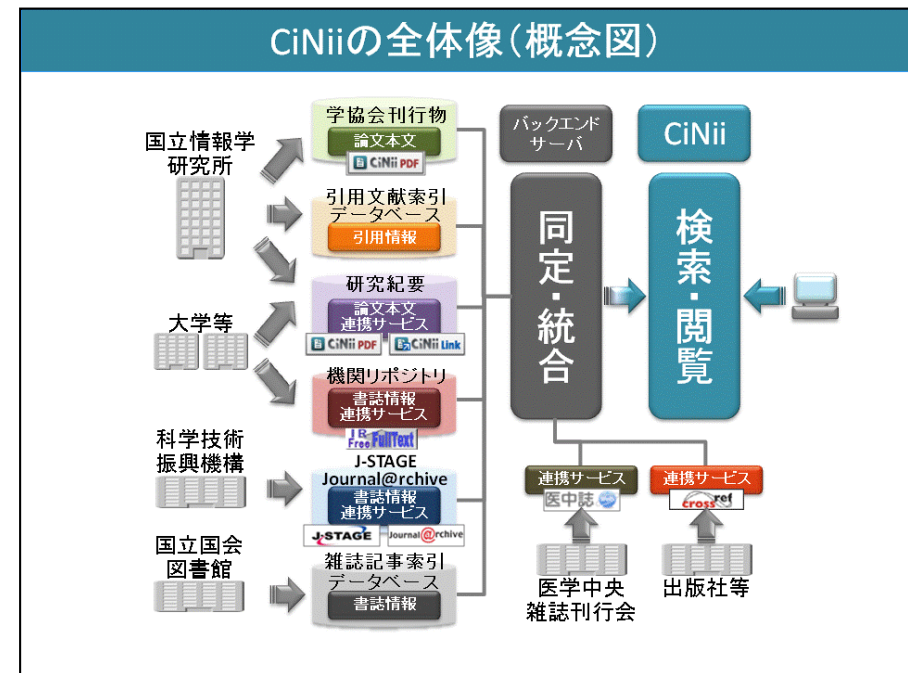 CiNiiの全体像（概念図）
国立情報学
研究所
大学等
科学技術
振興機構
国立国会
図書館
学協会刊行物
論文本文
CiNii PDF
引用文献索引
データベース
引用情報
研究紀要
論文本文
連携サービス
CiNii PDF
CiNii Link
機関リポジトリ
書誌情報
連携サービス
JR Free FullText
J-STAGE
Journal@rchive
書誌情報
連携サービス
J-STAGE
Journal@rchive
雑誌記事索引
データベース
書誌情報
バックエンド
サーバ
同定・統合
CiNii
検索・閲覧
連携サービス
医中誌
連携サービス
crossref
医学中央
雑誌刊行会
出版社等